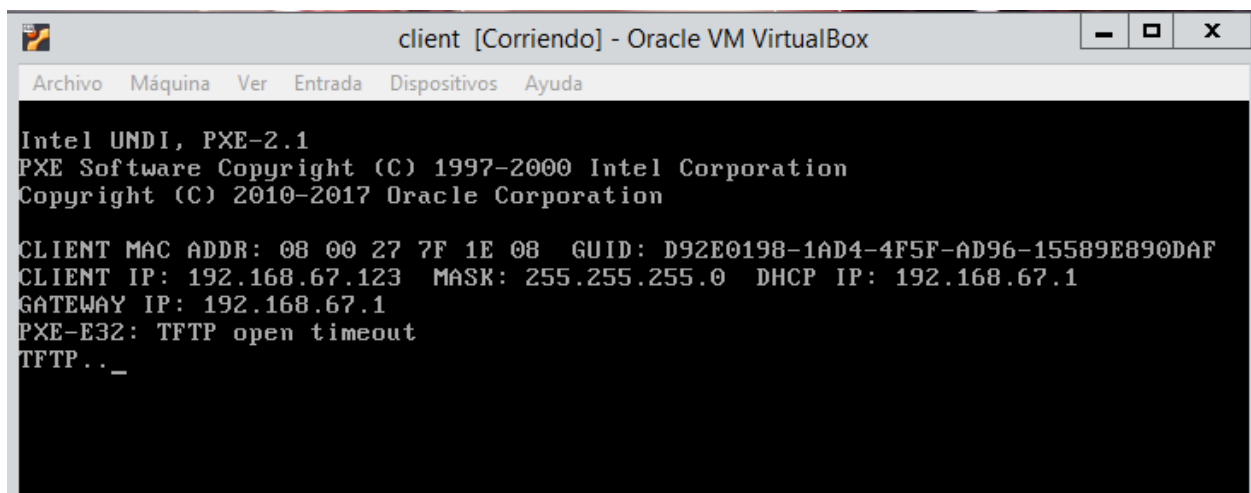 client [Corriendo] - Oracle VM VirtualBox
Archivo Máquina Ver Entrada Dispositivos Ayuda
Intel UNDI, PXE-2.1
PXE Software Copyright (C) 1997-2000 Intel Corporation
Copyright (C) 2010-2017 Oracle Corporation
CLIENT MAC ADDR: 08 00 27 7F 1E 08 GUID: D92E0198-1AD4-4F5F-AD96-15589E890DAF
CLIENT IP: 192.168.67.123 MASK: 255.255.255.0 DHCP IP: 192.168.67.1
GATEWAY IP: 192.168.67.1
PXE-E32: TFTP open timeout
TFTP.._